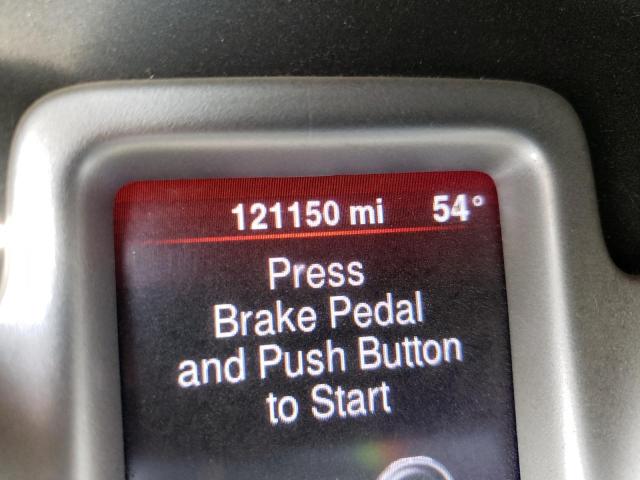 121150 mi 54°
Press
Brake Pedal
and Push Button
to Start